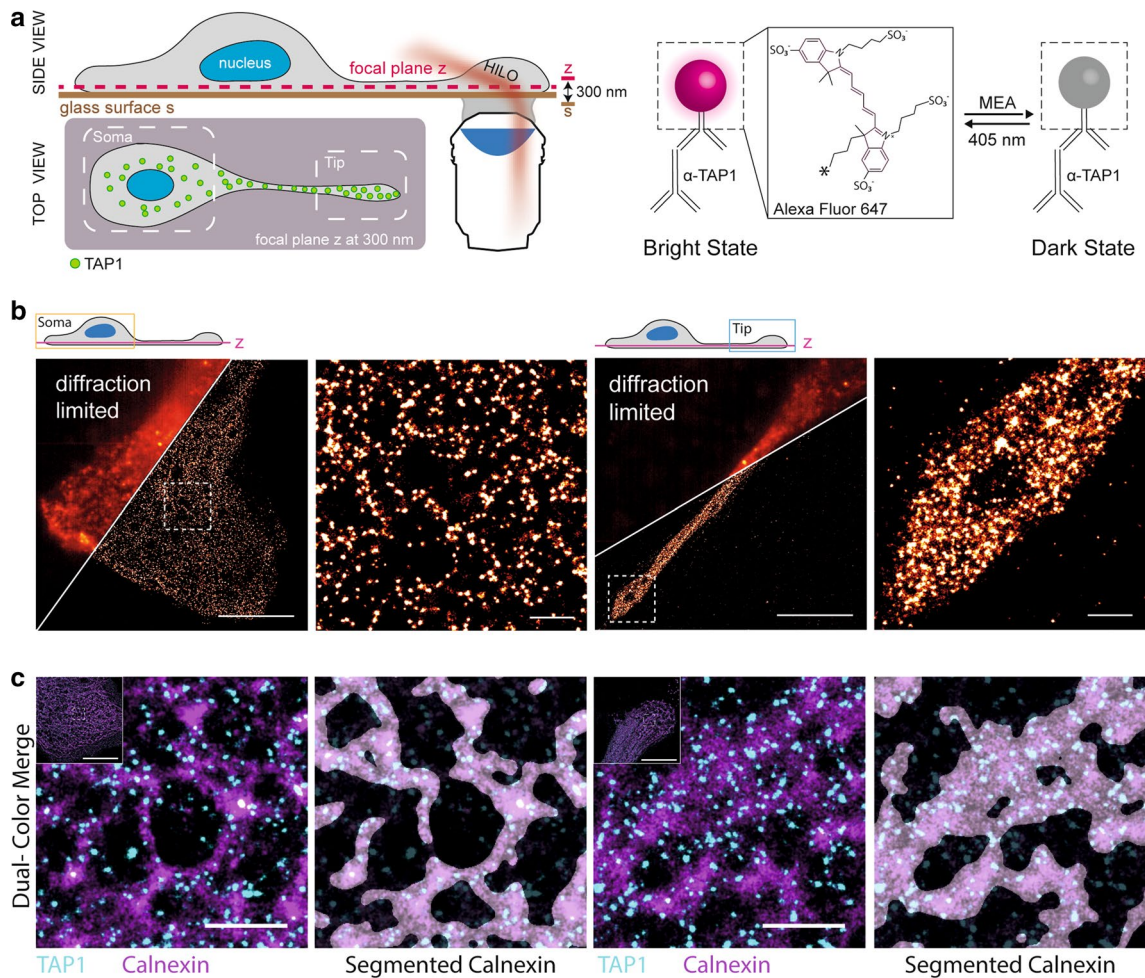 a
SIDE VIEW
nucleus
focal plane z
HILO
z
300 nm
glass surface s
s
TOP VIEW
Soma
Tip
focal plane z at 300 nm
TAP1
SO₃⁻
N
SO₃⁻
SO₃⁻
N⁺
*
SO₃⁻
Alexa Fluor 647
α-TAP1
Bright State
MEA
405 nm
α-TAP1
Dark State
b
Soma
z
Tip
z
diffraction
limited
diffraction
limited
c
Dual- Color Merge
TAP1 Calnexin
Segmented Calnexin
TAP1 Calnexin
Segmented Calnexin